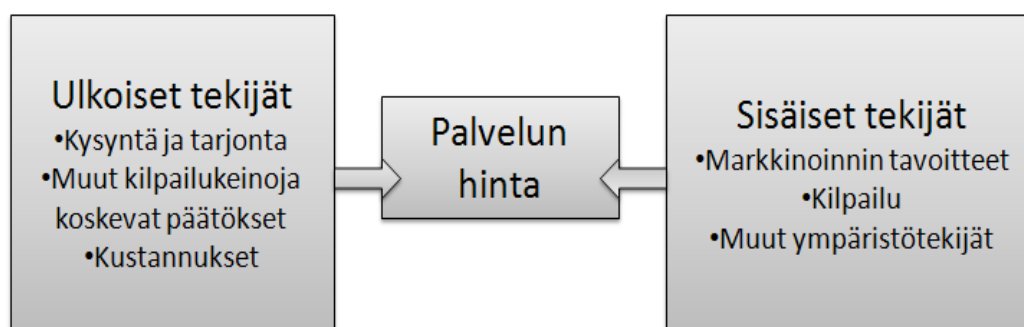 Ulkoiset tekijät
•Kysyntä ja tarjonta
•Muut kilpailukeinoja
koskevat päätökset
•Kustannukset
Palvelun
hinta
Sisäiset tekijät
•Markkinoinnin tavoitteet
•Kilpailu
•Muut ympäristötekijät